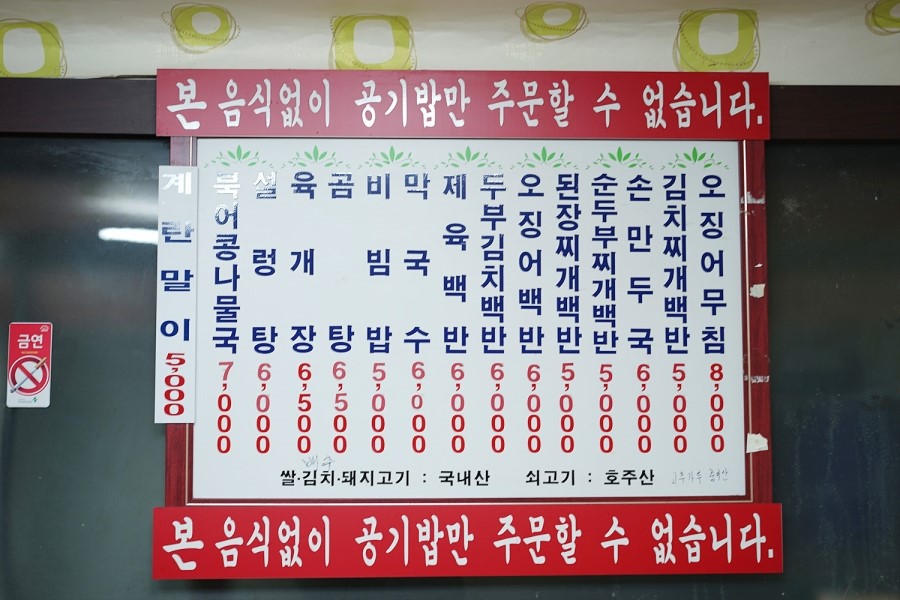 본 음식없이 공기밥만 주문할 수 없습니다.
계란말이 5,000
북어콩나물국 7,000
설렁탕 6,000
육개장 6,500
곰탕 6,500
비빔밥 5,000
막국수 6,000
제육백반 6,000
두부김치백반 6,000
오징어백반 6,000
된장찌개백반 5,000
순두부찌개백반 5,000
손만두국 6,000
김치찌개백반 5,000
오징어무침 8,000
배추
쌀·김치·돼지고기 : 국내산 쇠고기 : 호주산 고추가루 중국산
본 음식없이 공기밥만 주문할 수 없습니다.
금연